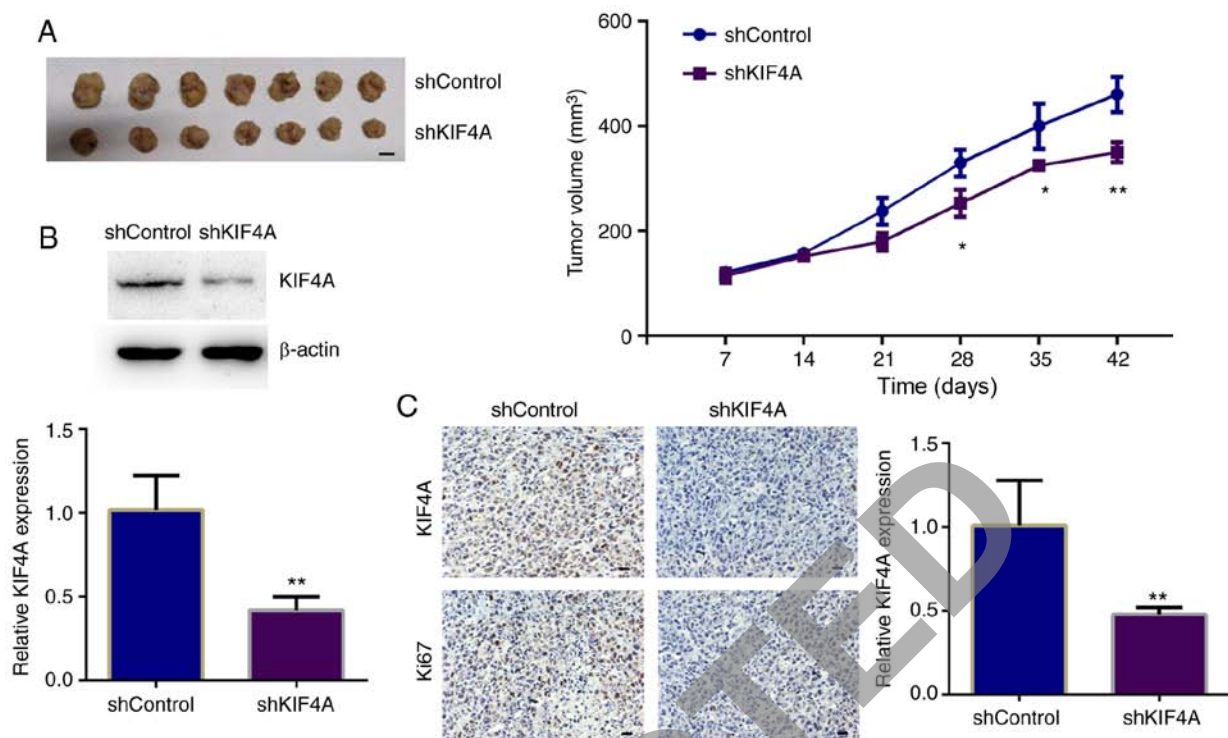 A
shControl
shKIF4A
600
400
200
0
Tumor volume (mm³)
shControl
shKIF4A
*
*
**
7 14 21 28 35 42
Time (days)
B
shControl shKIF4A
KIF4A
β-actin
Relative KIF4A expression
1.5
1.0
0.5
0.0
**
shControl shKIF4A
C
shControl shKIF4A
KIF4A
Ki67
Relative KIF4A expression
1.5
1.0
0.5
0.0
**
shControl shKIF4A
TED